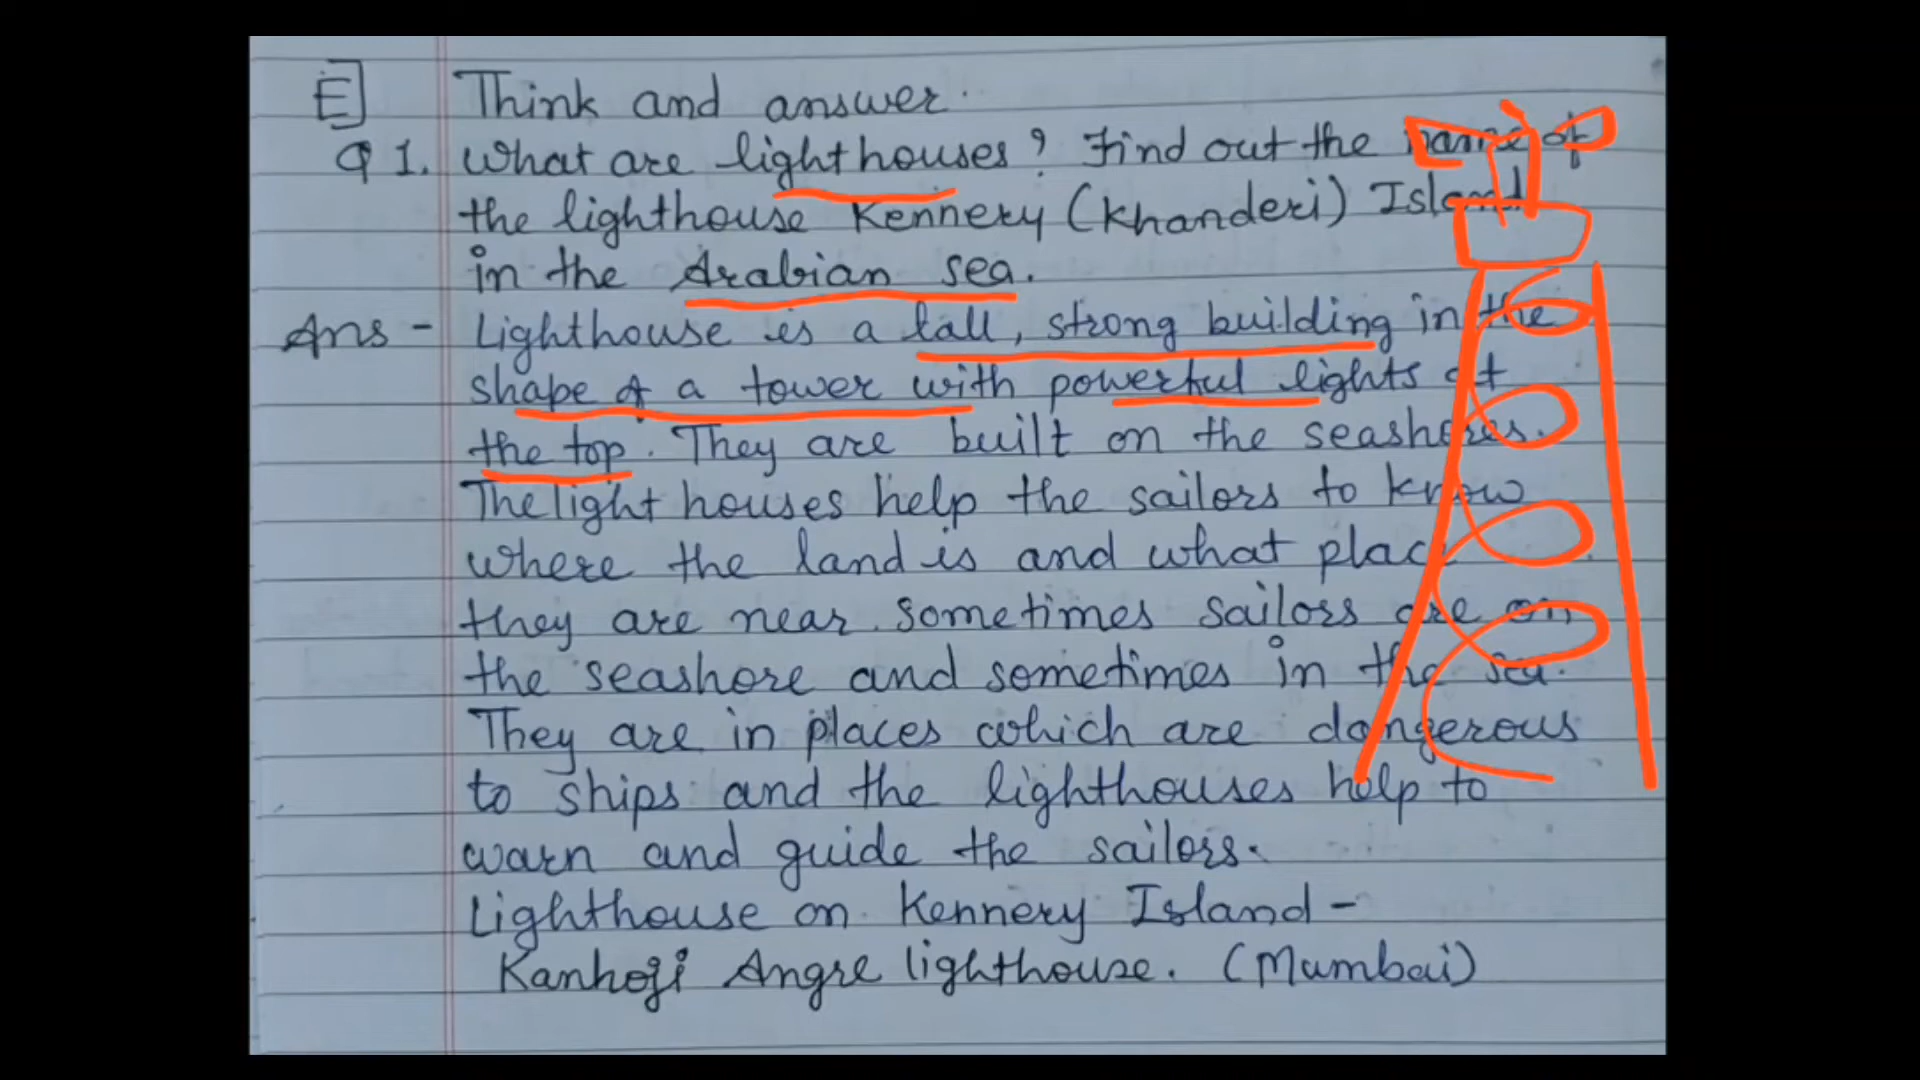 E] Think and answer.
Q1. What are lighthouses? Find out the name of
the lighthouse Kennery (Khanderi) Island
in the Arabian sea.
Ans - Lighthouse is a tall, strong building in the
shape of a tower with powerful lights at
the top. They are built on the seashores.
The light houses help the sailors to know
where the land is and what place
they are near. Sometimes sailors are on
the seashore and sometimes in the sea.
They are in places which are dangerous
to ships and the lighthouses help to
warn and guide the sailors.
Lighthouse on Kennery Island -
Kanhoji Angre lighthouse. (Mumbai)